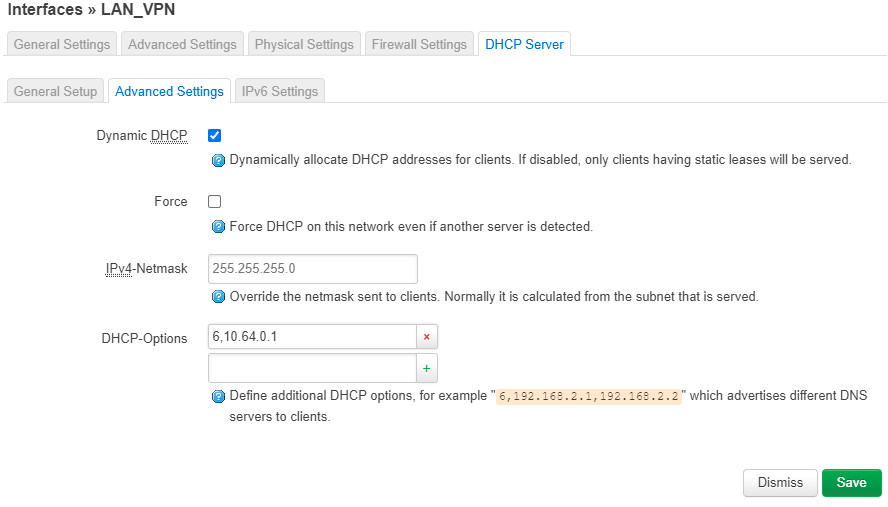 Interfaces » LAN_VPN
General Settings
Advanced Settings
Physical Settings
Firewall Settings
DHCP Server
General Setup
Advanced Settings
IPv6 Settings
Dynamic DHCP
Dynamically allocate DHCP addresses for clients. If disabled, only clients having static leases will be served.
Force
Force DHCP on this network even if another server is detected.
IPv4-Netmask
255.255.255.0
Override the netmask sent to clients. Normally it is calculated from the subnet that is served.
DHCP-Options
6,10.64.0.1
×
+
Define additional DHCP options, for example "6,192.168.2.1,192.168.2.2" which advertises different DNS
servers to clients.
Dismiss
Save